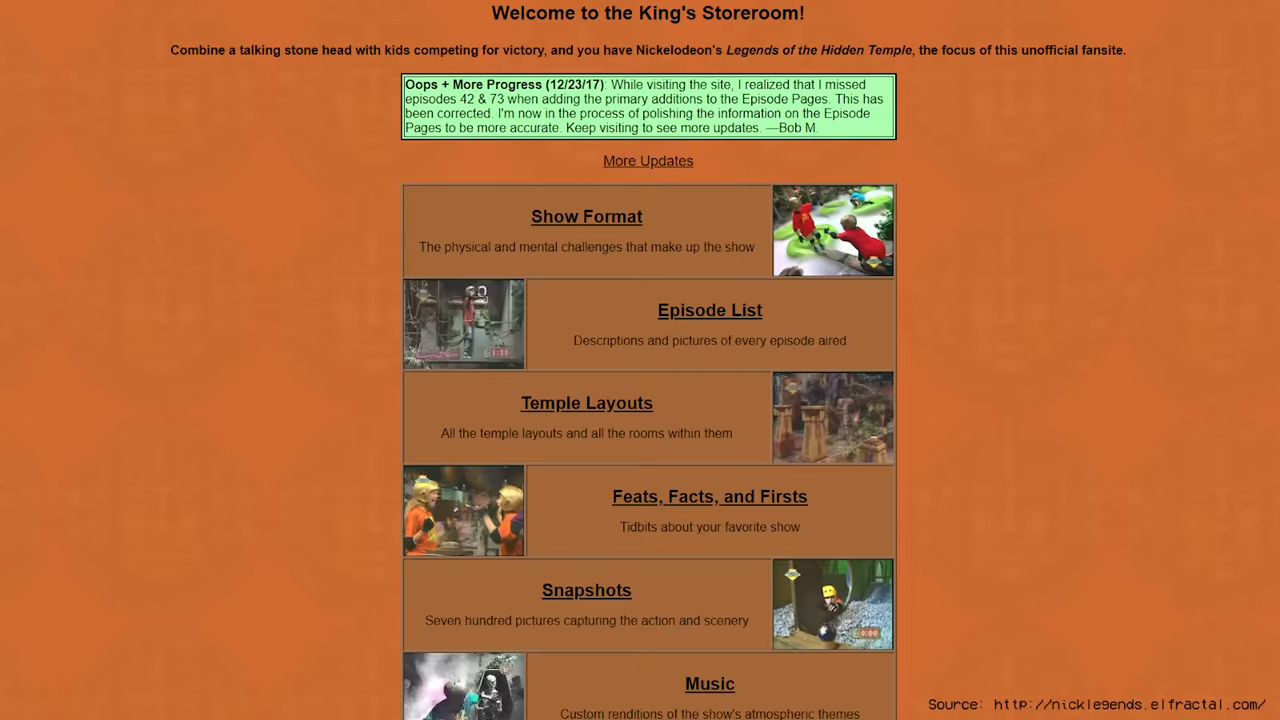 Welcome to the King's Storeroom!
Combine a talking stone head with kids competing for victory, and you have Nickelodeon's Legends of the Hidden Temple, the focus of this unofficial fansite.
Oops + More Progress (12/23/17): While visiting the site, I realized that I missed
episodes 42 & 73 when adding the primary additions to the Episode Pages. This has
been corrected. I'm now in the process of polishing the information on the Episode
Pages to be more accurate. Keep visiting to see more updates. —Bob M.
More Updates
Show Format
The physical and mental challenges that make up the show
Episode List
Descriptions and pictures of every episode aired
Temple Layouts
All the temple layouts and all the rooms within them
Feats, Facts, and Firsts
Tidbits about your favorite show
Snapshots
Seven hundred pictures capturing the action and scenery
0:00
Music
Custom renditions of the show's atmospheric themes
Source: http://nicklegends.elfractal.com/